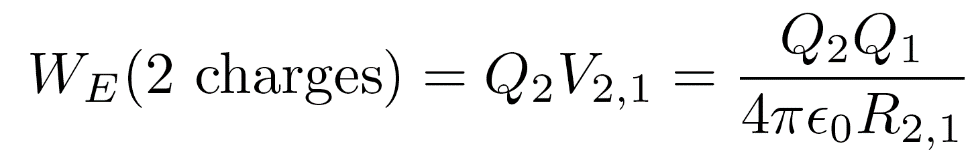 W_E(2 charges) = Q_2V_{2,1} = \frac{Q_2Q_1}{4\pi\epsilon_0R_{2,1}}